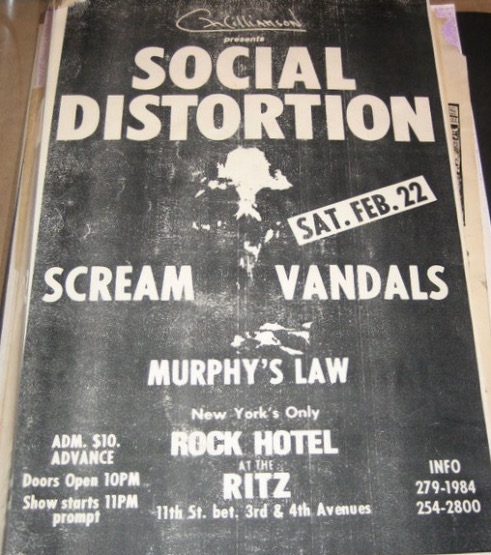 Williamson
presents
SOCIAL
DISTORTION
SAT. FEB. 22
SCREAM VANDALS
MURPHY'S LAW
New York's Only
ROCK HOTEL
AT THE
RITZ
11th St. bet. 3rd & 4th Avenues
ADM. $10.
ADVANCE
Doors Open 10PM
Show starts 11PM
prompt
INFO
279-1984
254-2800